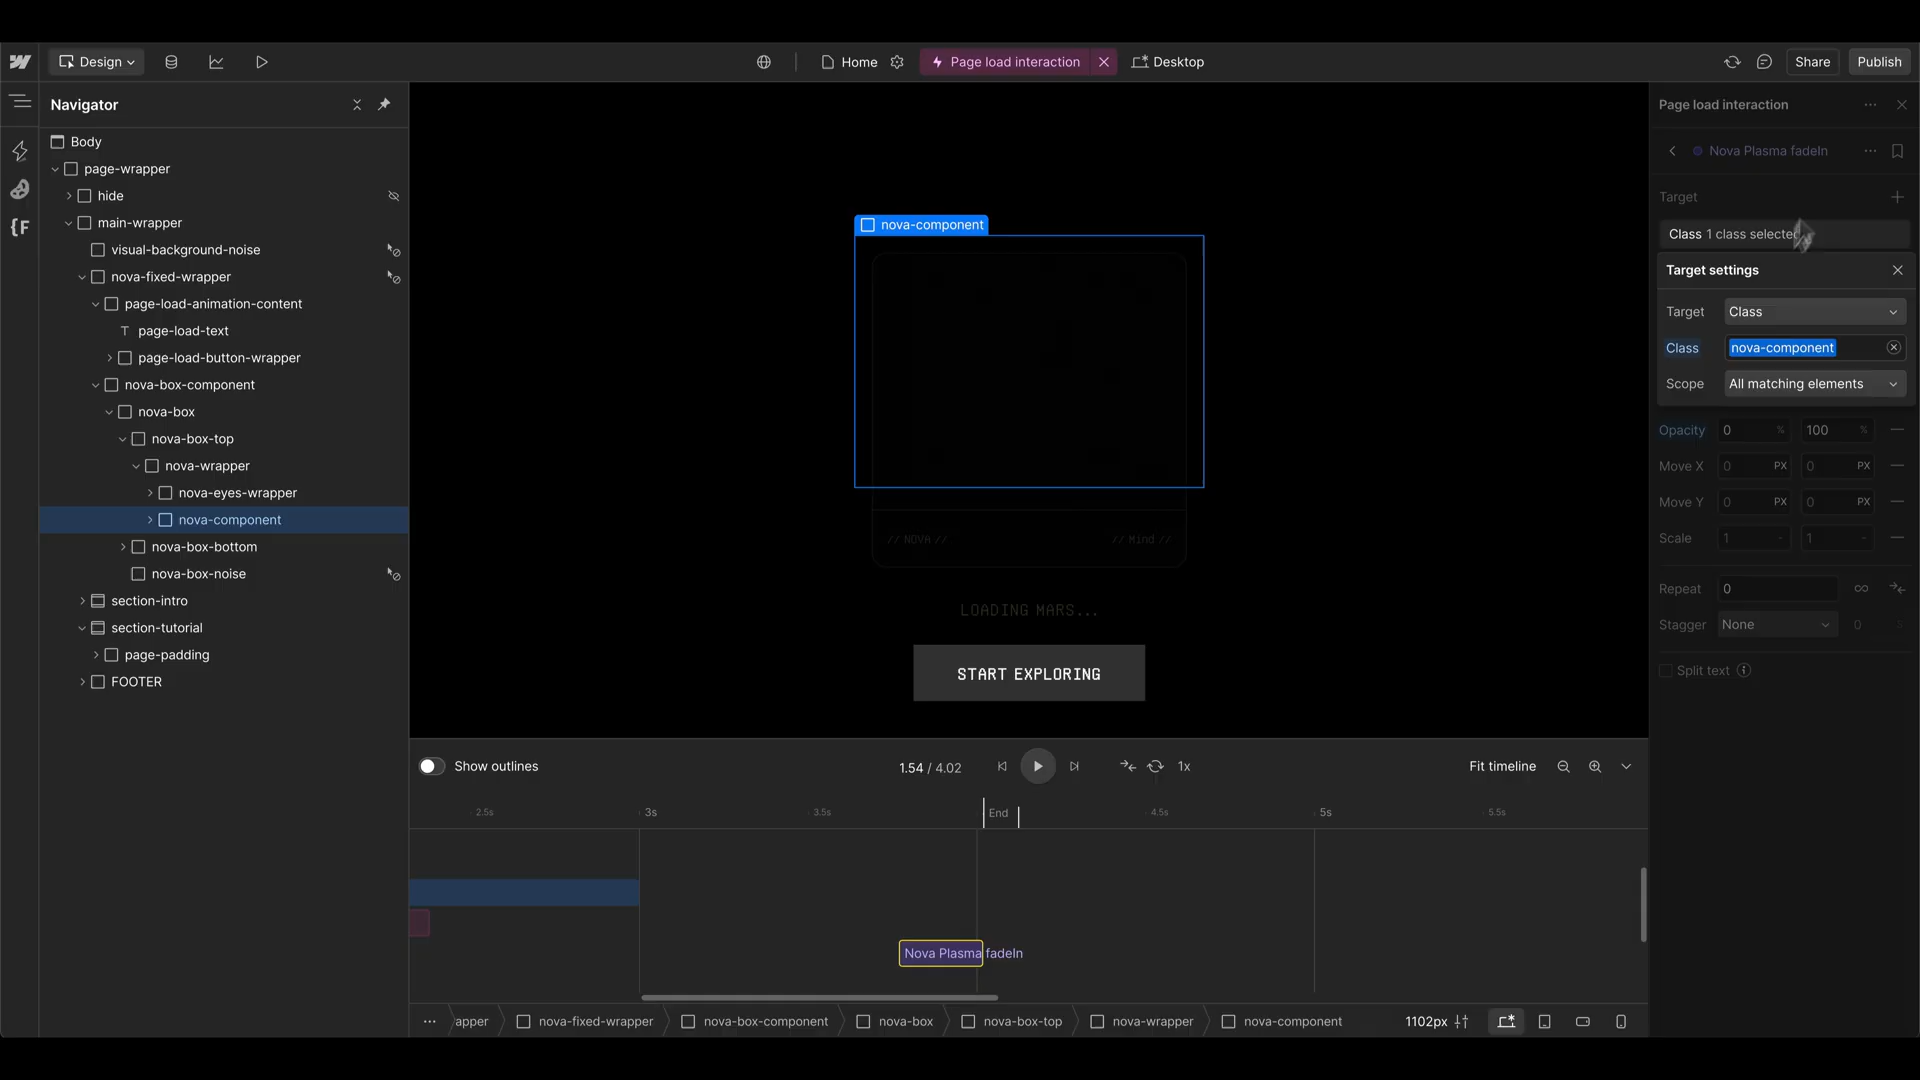 Design
Home
Page load interaction
Desktop
Share
Publish
Navigator
Body
page-wrapper
hide
main-wrapper
visual-background-noise
nova-fixed-wrapper
page-load-animation-content
page-load-text
page-load-button-wrapper
nova-box-component
nova-box
nova-box-top
nova-wrapper
nova-eyes-wrapper
nova-component
nova-box-bottom
nova-box-noise
section-intro
section-tutorial
page-padding
FOOTER
nova-component
// NOVA //
// Mind //
LOADING MARS...
START EXPLORING
Page load interaction
Nova Plasma fadeIn
Target
Class 1 class selected
Target settings
Target Class
Class nova-component
Scope All matching elements
Opacity 0 % 100 %
Move X 0 PX 0 PX
Move Y 0 PX 0 PX
Scale 1 - 1 -
Repeat 0
Stagger None 0 S
Split text
Show outlines
1.54 / 4.02
1x
Fit timeline
2.5s 3s 3.5s End 4.5s 5s 5.5s
Nova Plasma fadeIn
... apper nova-fixed-wrapper nova-box-component nova-box nova-box-top nova-wrapper nova-component
1102px